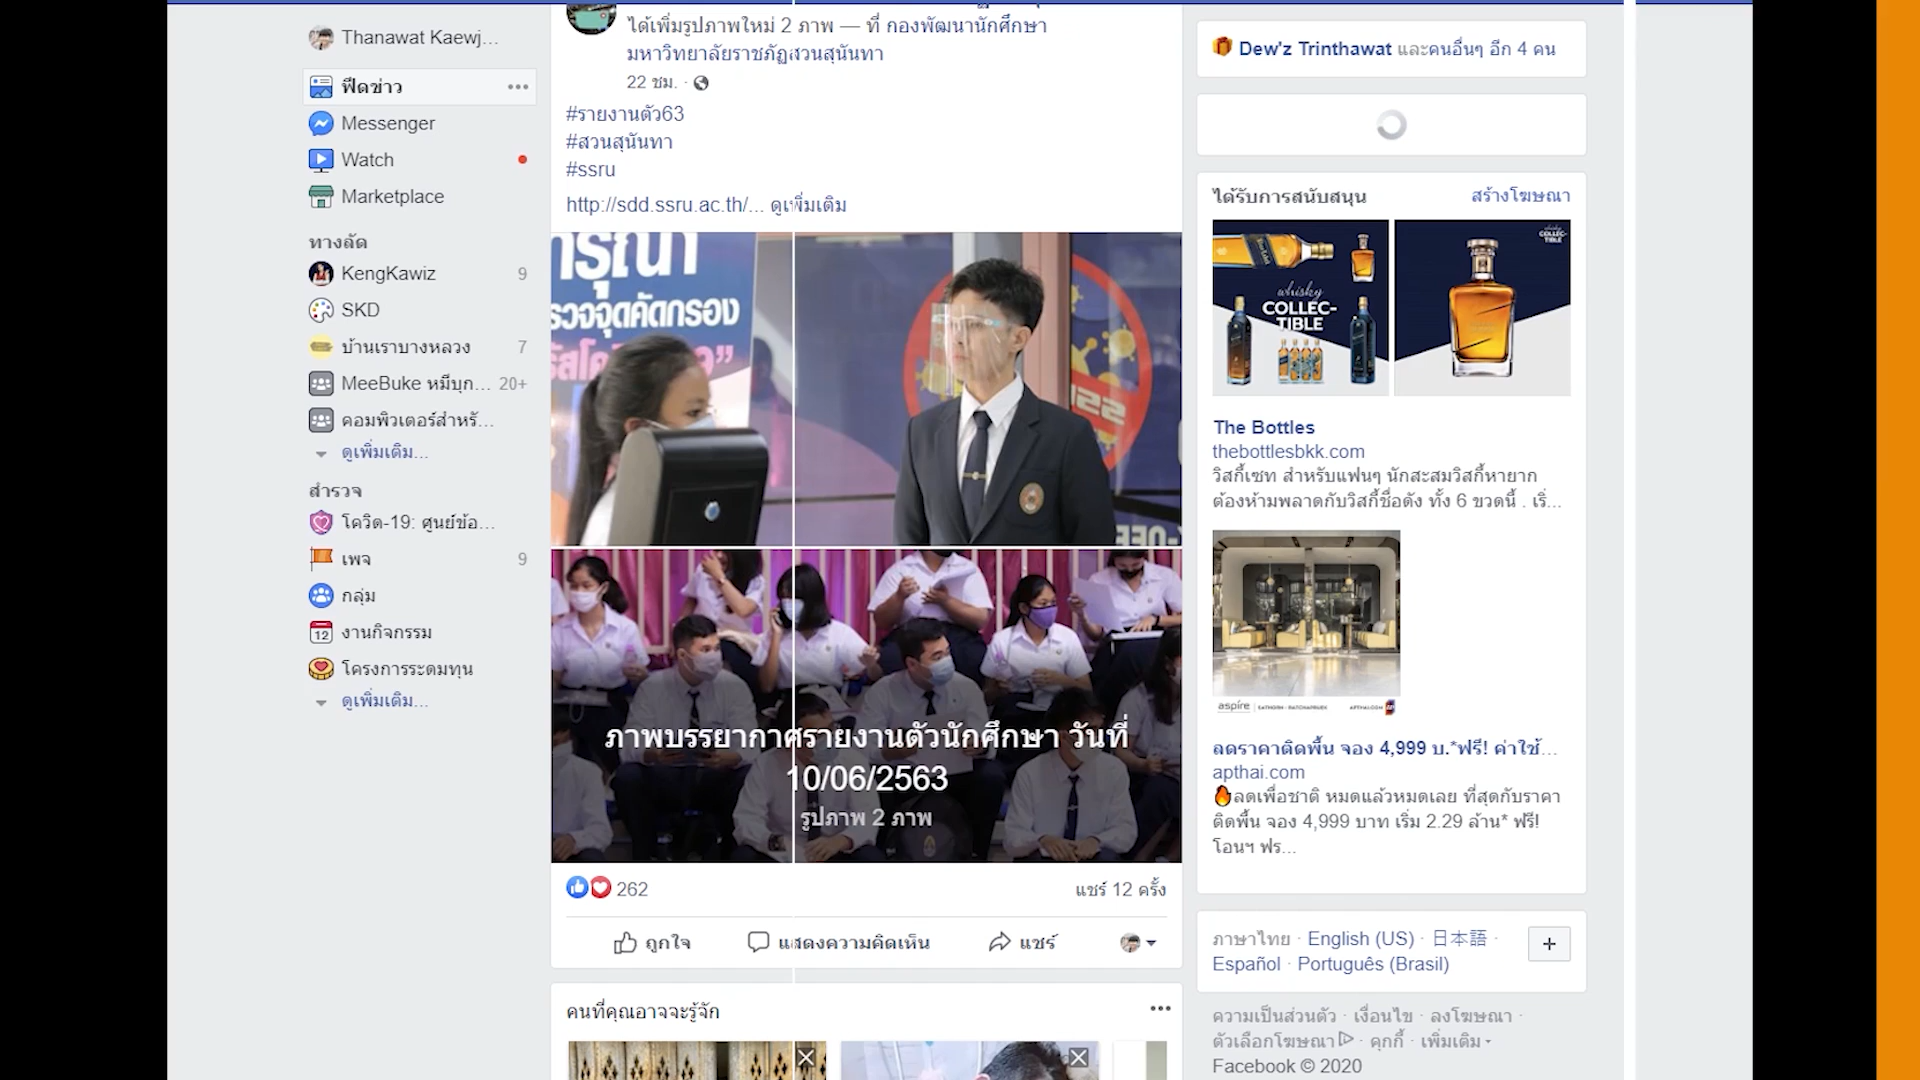 Thanawat Kaewj...
ฟีดข่าว
Messenger
Watch
Marketplace
ทางลัด
KengKawiz 9
SKD
บ้านเราบางหลวง 7
MeeBuke หมีบุก... 20+
คอมพิวเตอร์สำหรั...
ดูเพิ่มเติม...
สำรวจ
โควิด-19: ศูนย์ข้อ...
เพจ 9
กลุ่ม
12 งานกิจกรรม
โครงการระดมทุน
ดูเพิ่มเติม...
ได้เพิ่มรูปภาพใหม่ 2 ภาพ — ที่ กองพัฒนานักศึกษา
มหาวิทยาลัยราชภัฏสวนสุนันทา
22 ชม. ·
#รายงานตัว63
#สวนสุนันทา
#ssru
http://sdd.ssru.ac.th/... ดูเพิ่มเติม
กรุณา
รวจจุดคัดกรอง
ภาพบรรยากาศรายงานตัวนักศึกษา วันที่
10/06/2563
รูปภาพ 2 ภาพ
262 แชร์ 12 ครั้ง
ถูกใจ แสดงความคิดเห็น แชร์
คนที่คุณอาจจะรู้จัก
Dew'z Trinthawat และคนอื่นๆ อีก 4 คน
ได้รับการสนับสนุน สร้างโฆษณา
whisky
COLLEC-
TIBLE
whisky
COLLEC-
TIBLE
The Bottles
thebottlesbkk.com
วิสกี้เซท สำหรับแฟนๆ นักสะสมวิสกี้หายาก
ต้องห้ามพลาดกับวิสกี้ชื่อดัง ทั้ง 6 ขวดนี้ . เริ่...
aspire SATHORN - RATCHAPRUEK APTHAI.COM AP
ลดราคาติดพื้น จอง 4,999 บ.*ฟรี! ค่าใช้...
apthai.com
ลดเพื่อชาติ หมดแล้วหมดเลย ที่สุดกับราคา
ติดพื้น จอง 4,999 บาท เริ่ม 2.29 ล้าน* ฟรี!
โอนฯ ฟร...
ภาษาไทย · English (US) · 日本語 ·
Español · Português (Brasil)
ความเป็นส่วนตัว · เงื่อนไข · ลงโฆษณา ·
ตัวเลือกโฆษณา · คุกกี้ · เพิ่มเติม
Facebook © 2020